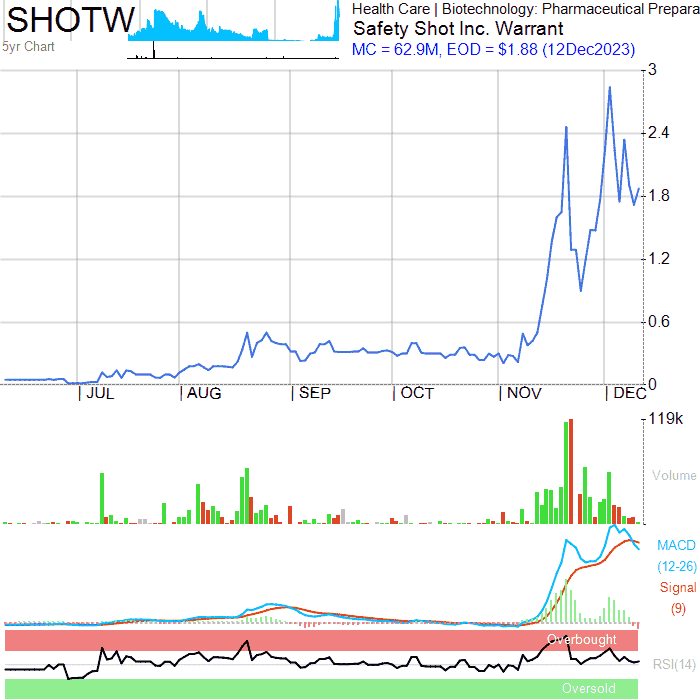 SHOTW
5yr Chart
Health Care | Biotechnology: Pharmaceutical Prepara
Safety Shot Inc. Warrant
MC = 62.9M, EOD = $1.88 (12Dec2023)
3
2.4
1.8
1.2
0.6
0
|JUL |AUG |SEP |OCT |NOV |DEC
119k
Volume
MACD
(12-26)
Signal
(9)
Overbought
RSI(14)
Oversold